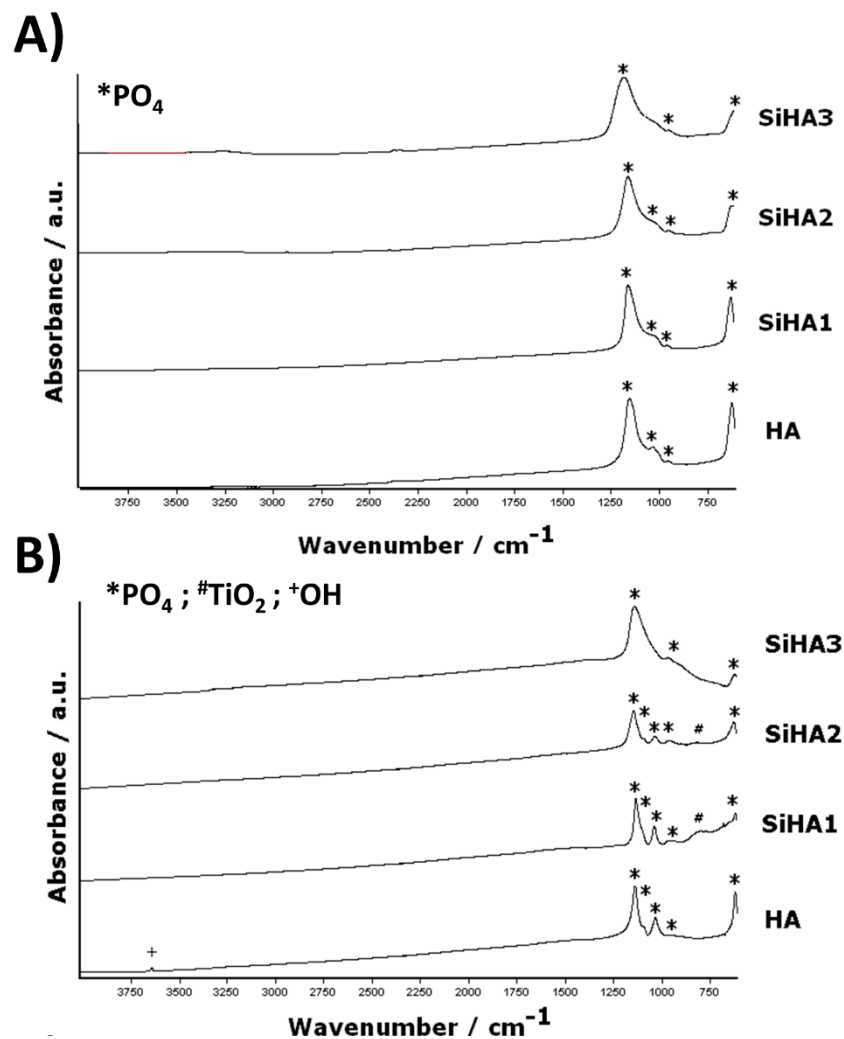 A)
*PO₄
* * *
SiHA3
* * * *
SiHA2
* * * *
SiHA1
* * * *
HA
Absorbance / a.u.
3750 3500 3000 2750 2500 2250 2000 1750 1500 1250 1000 750
Wavenumber / cm⁻¹
B)
*PO₄ ; #TiO₂ ; ⁺OH
* * *
SiHA3
* * * * # *
SiHA2
* * * * # *
SiHA1
+ * * * * *
HA
Absorbance / a.u.
3750 3500 3000 2750 2500 2250 2000 1750 1500 1250 1000 750
Wavenumber / cm⁻¹